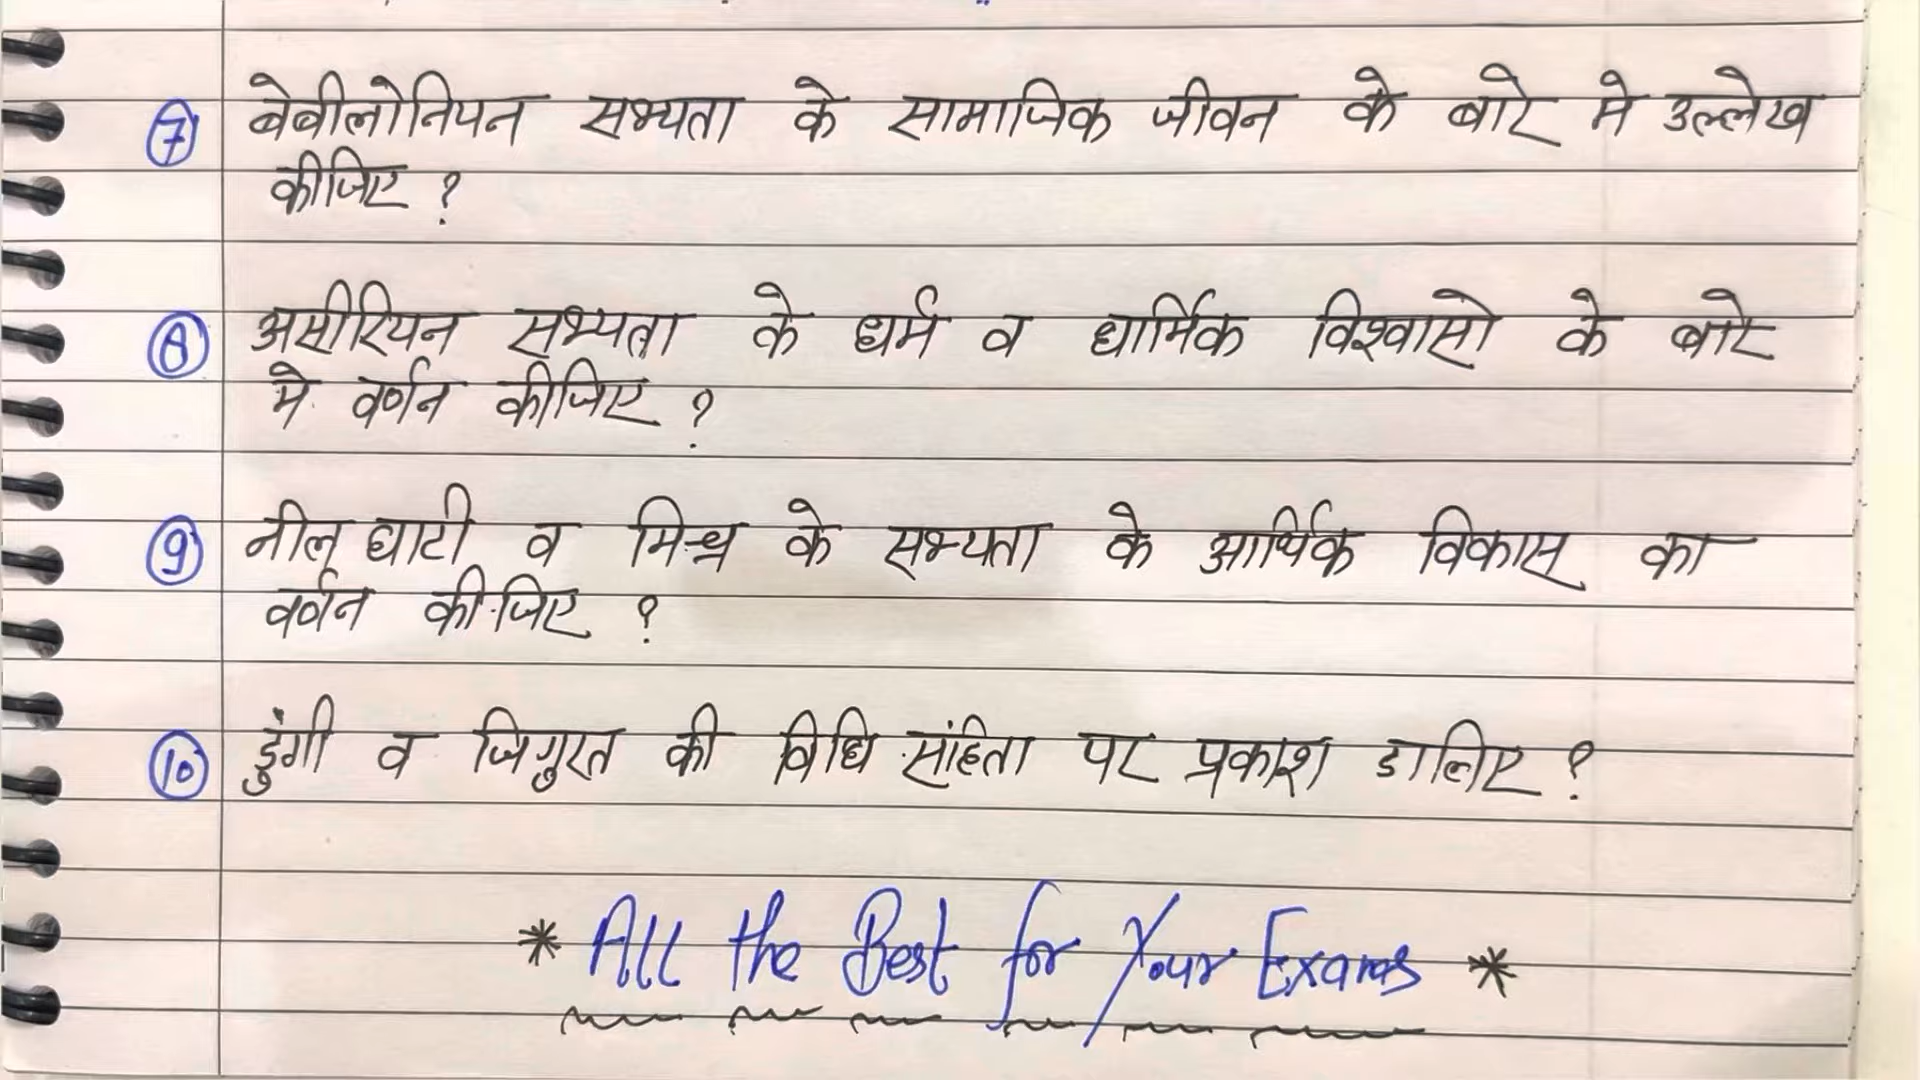 7 बेबीलोनियन सभ्यता के सामाजिक जीवन के बारे मे उल्लेख
कीजिए ?
8 असीरियन सभ्यता के धर्म व धार्मिक विश्वासो के बारे
मे वर्णन कीजिए ?
9 नील घाटी व मिश्र के सभ्यता के आर्थिक विकास का
वर्णन कीजिए ?
10 डुंगी व जिगुरत की विधि संहिता पर प्रकाश डालिए ?
* All the Best for Your Exams *